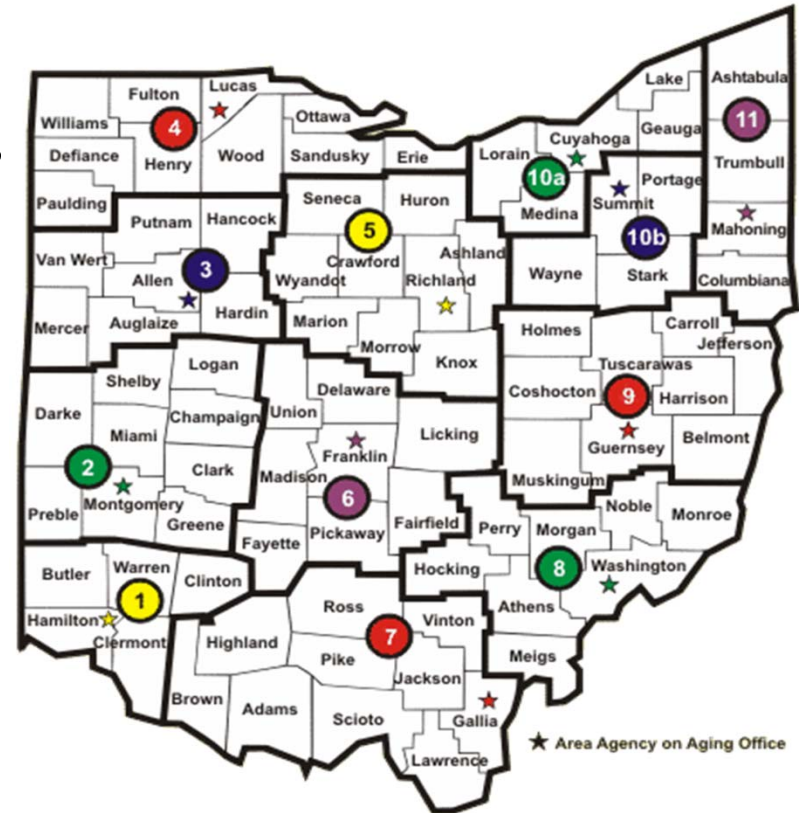 Lake
Ashtabula
Lucas
Fulton
Williams
4
Ottawa
11
Geauga
Cuyahoga
Defiance
Henry
Wood
Sandusky
Erie
Lorain
Trumbull
10a
Portage
Paulding
Seneca
Huron
Summit
Medina
Putnam
Hancock
5
Mahoning
10b
Van Wert
Crawford
Ashland
3
Allen
Wyandot
Richland
Wayne
Stark
Columbiana
Mercer
Auglaize
Hardin
Marion
Holmes
Carroll
Jefferson
Morrow
Knox
Logan
Tuscarawas
Shelby
Delaware
Coshocton
9
Harrison
Darke
Union
Champaign
Miami
Licking
Belmont
Franklin
Guernsey
2
Clark
Madison
Muskingum
6
Montgomery
Noble
Preble
Greene
Fairfield
Perry
Morgan
Monroe
Pickaway
Fayette
Warren
Hocking
8
Washington
Butler
Clinton
1
Ross
Athens
Hamilton
Vinton
7
Clermont
Highland
Meigs
Pike
Jackson
Brown
Adams
Scioto
Gallia
Area Agency on Aging Office
Lawrence